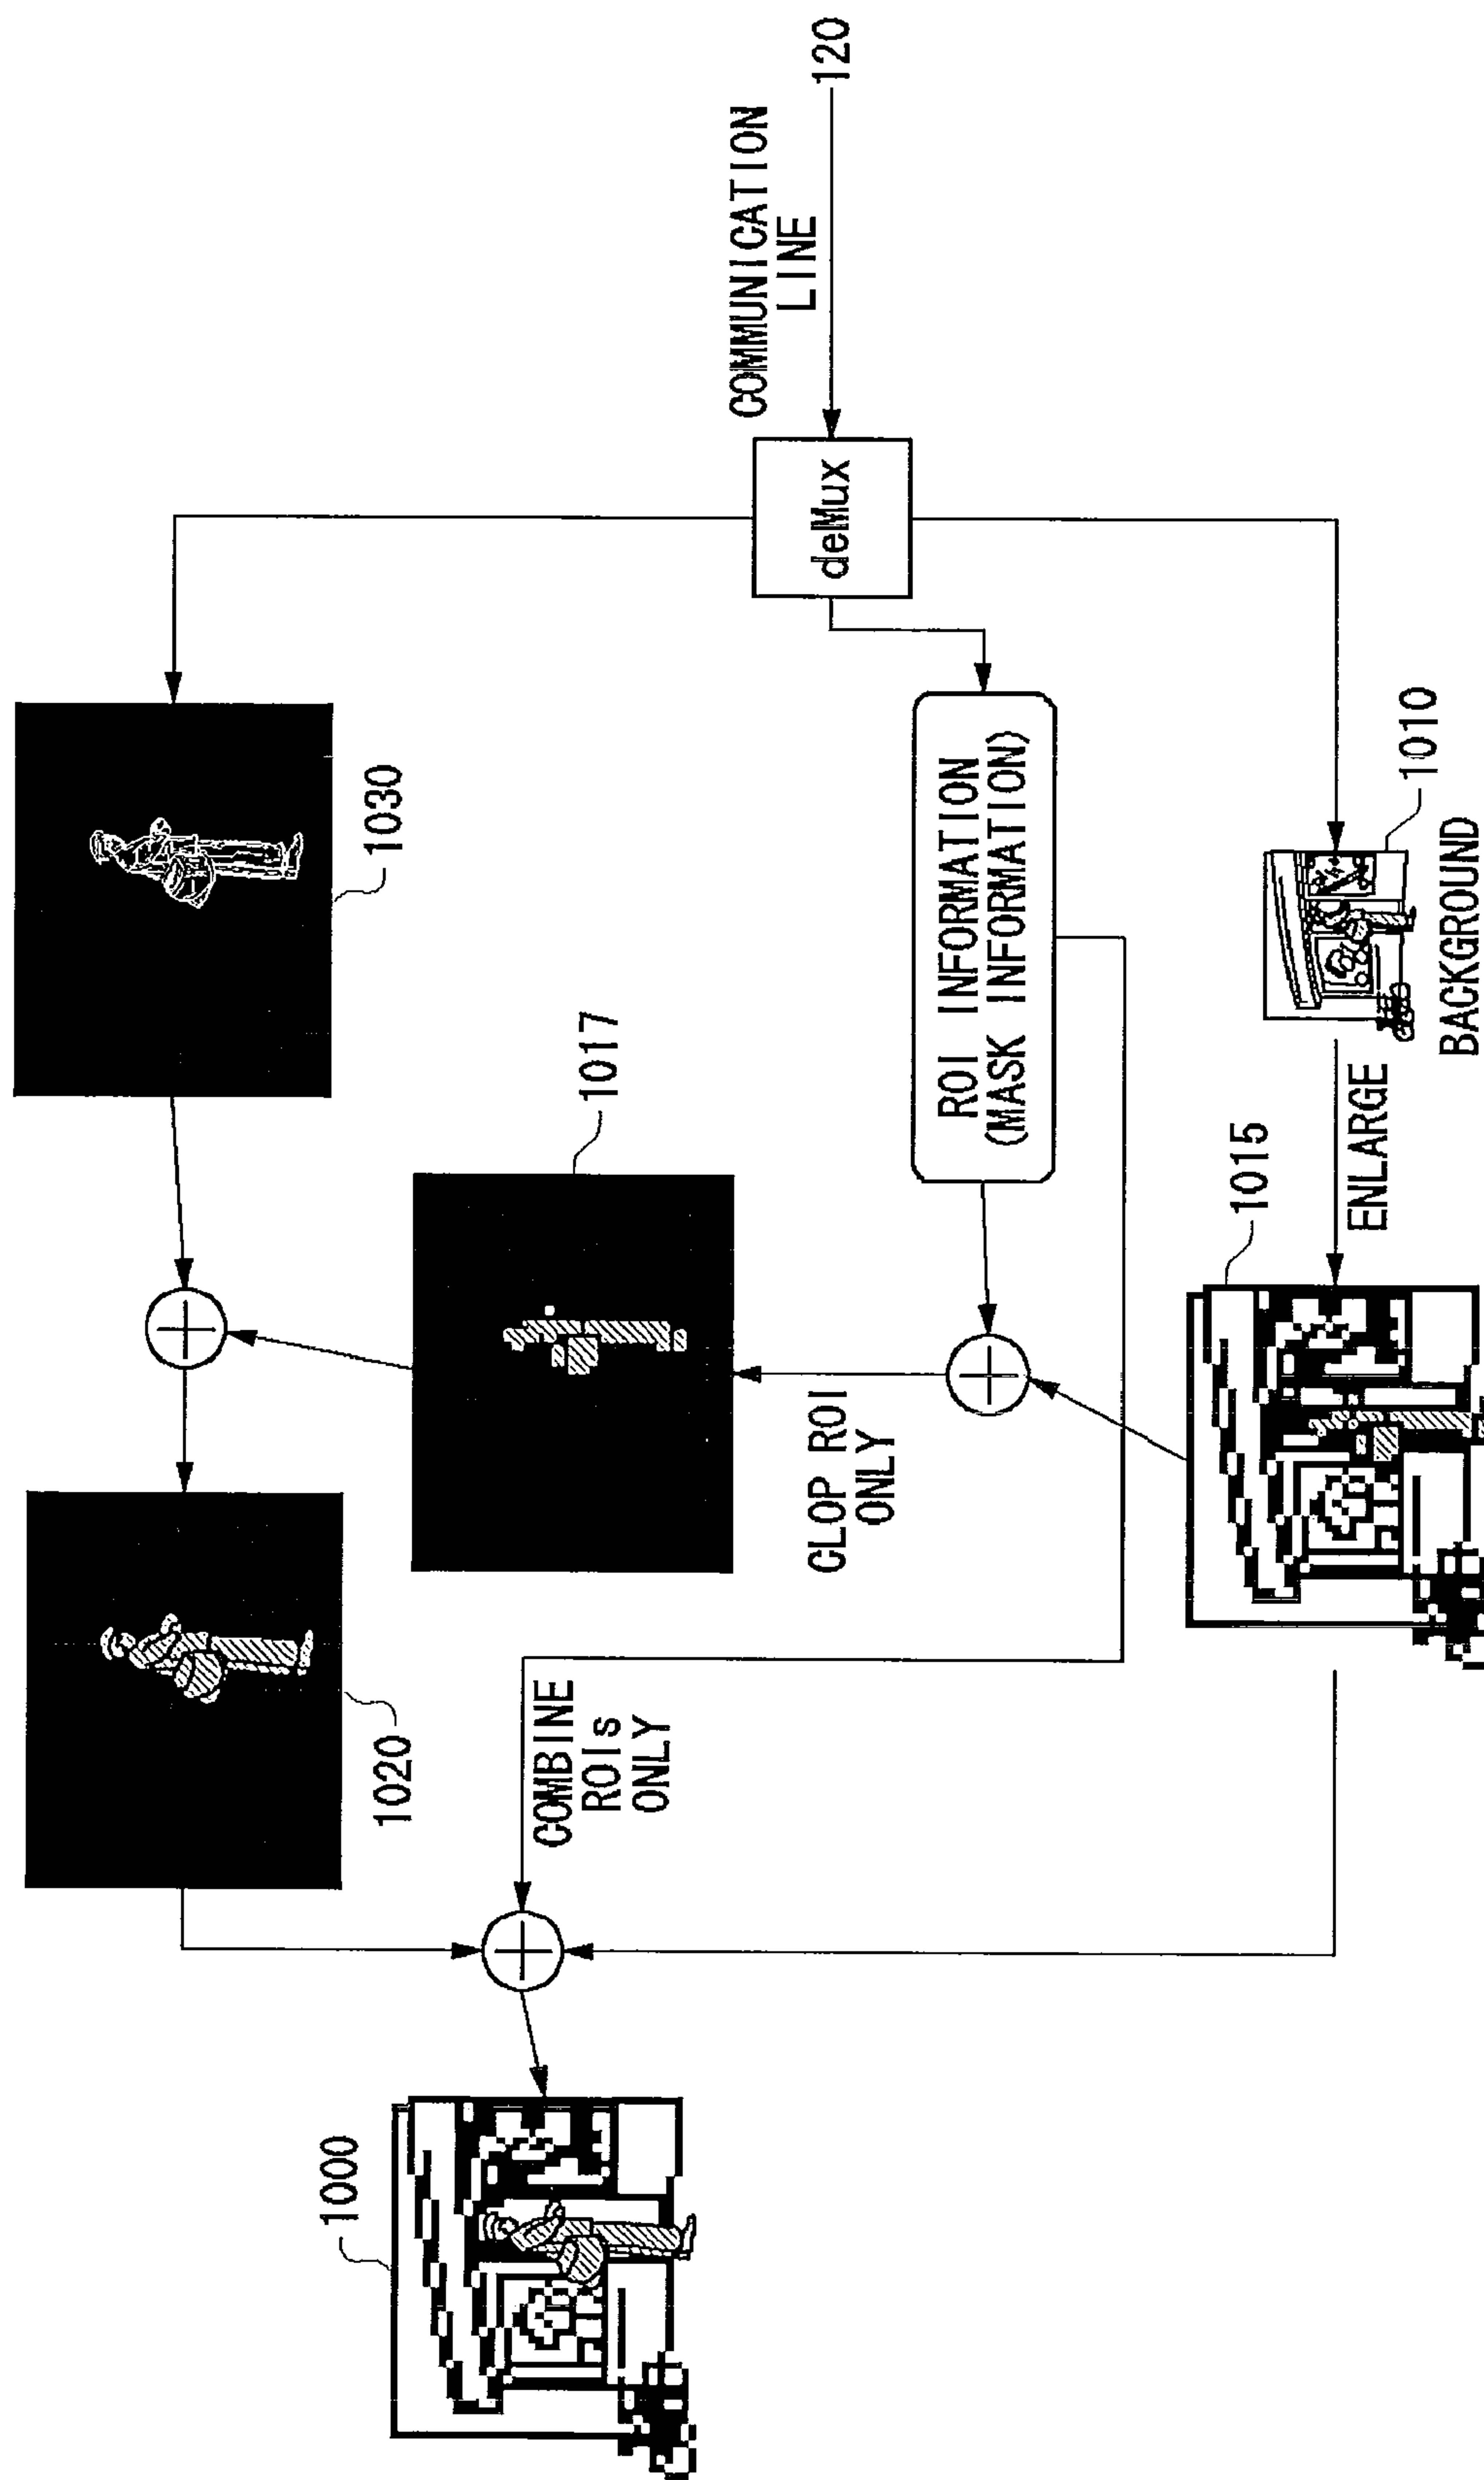 1000
1020
1030
COMBINE
ROIs
ONLY
1017
CLOP ROI
ONLY
COMMUNICATION
LINE
120
deMux
ROI INFORMATION
(MASK INFORMATION)
1015
ENLARGE
1010
BACKGROUND